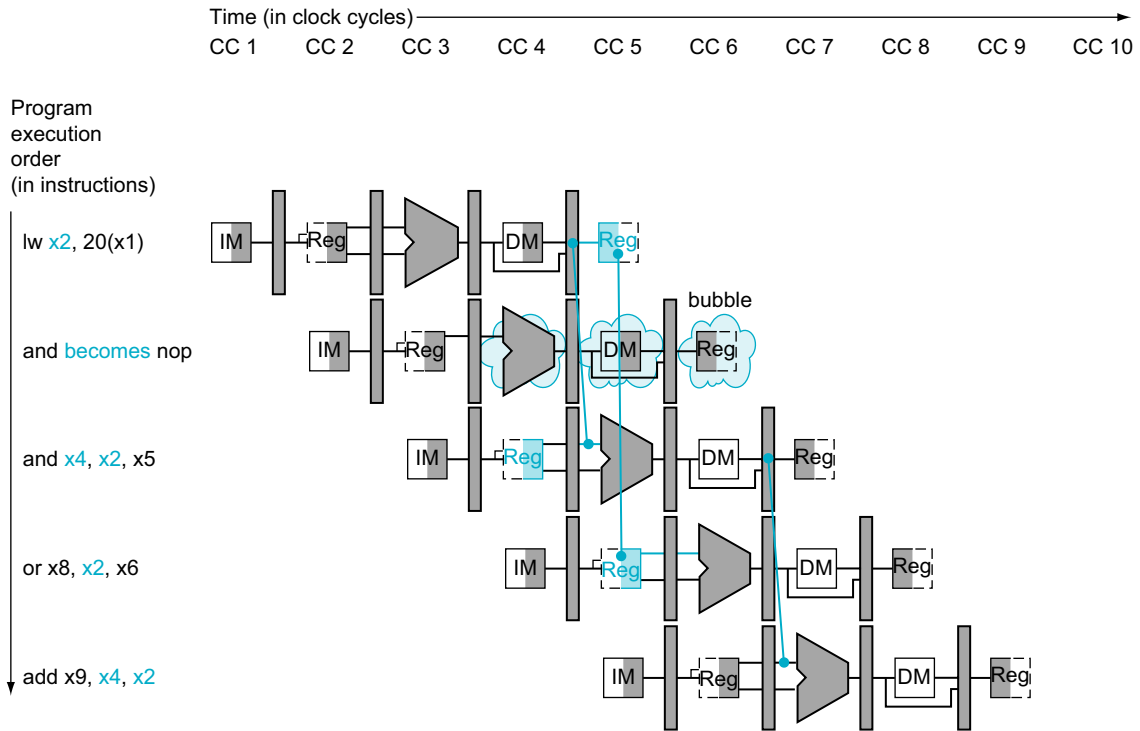 Time (in clock cycles)
CC 1 CC 2 CC 3 CC 4 CC 5 CC 6 CC 7 CC 8 CC 9 CC 10
Program
execution
order
(in instructions)
lw x2, 20(x1) IM Reg DM Reg
bubble
and becomes nop IM Reg DM Reg
and x4, x2, x5 IM Reg DM Reg
or x8, x2, x6 IM Reg DM Reg
add x9, x4, x2 IM Reg DM Reg